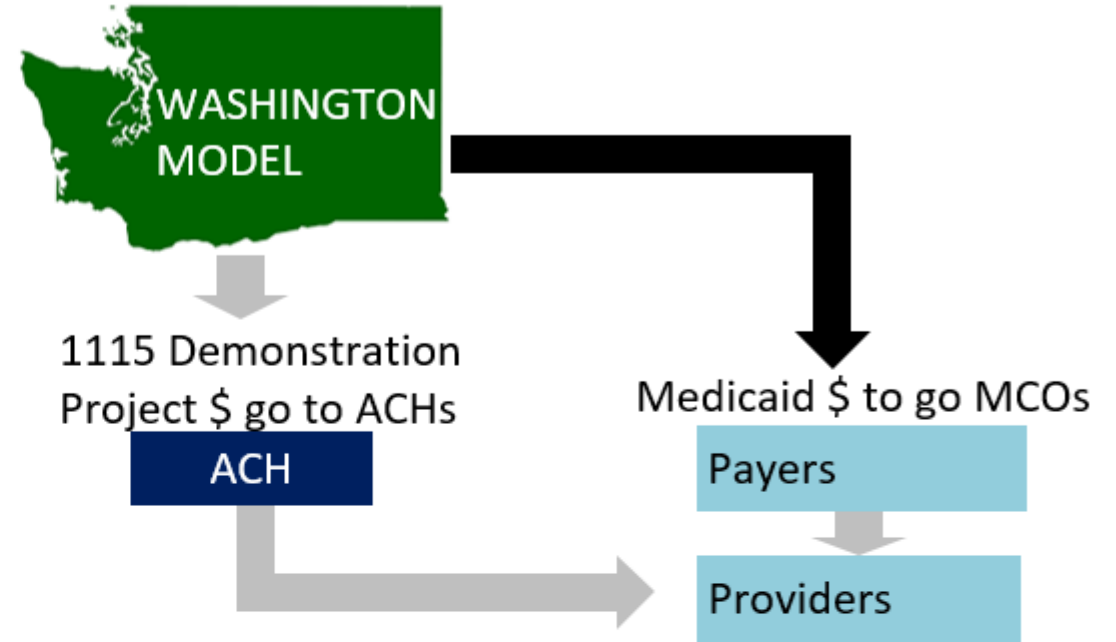 WASHINGTON
MODEL
1115 Demonstration
Project $ go to ACHs
ACH
Medicaid $ to go MCOs
Payers
Providers